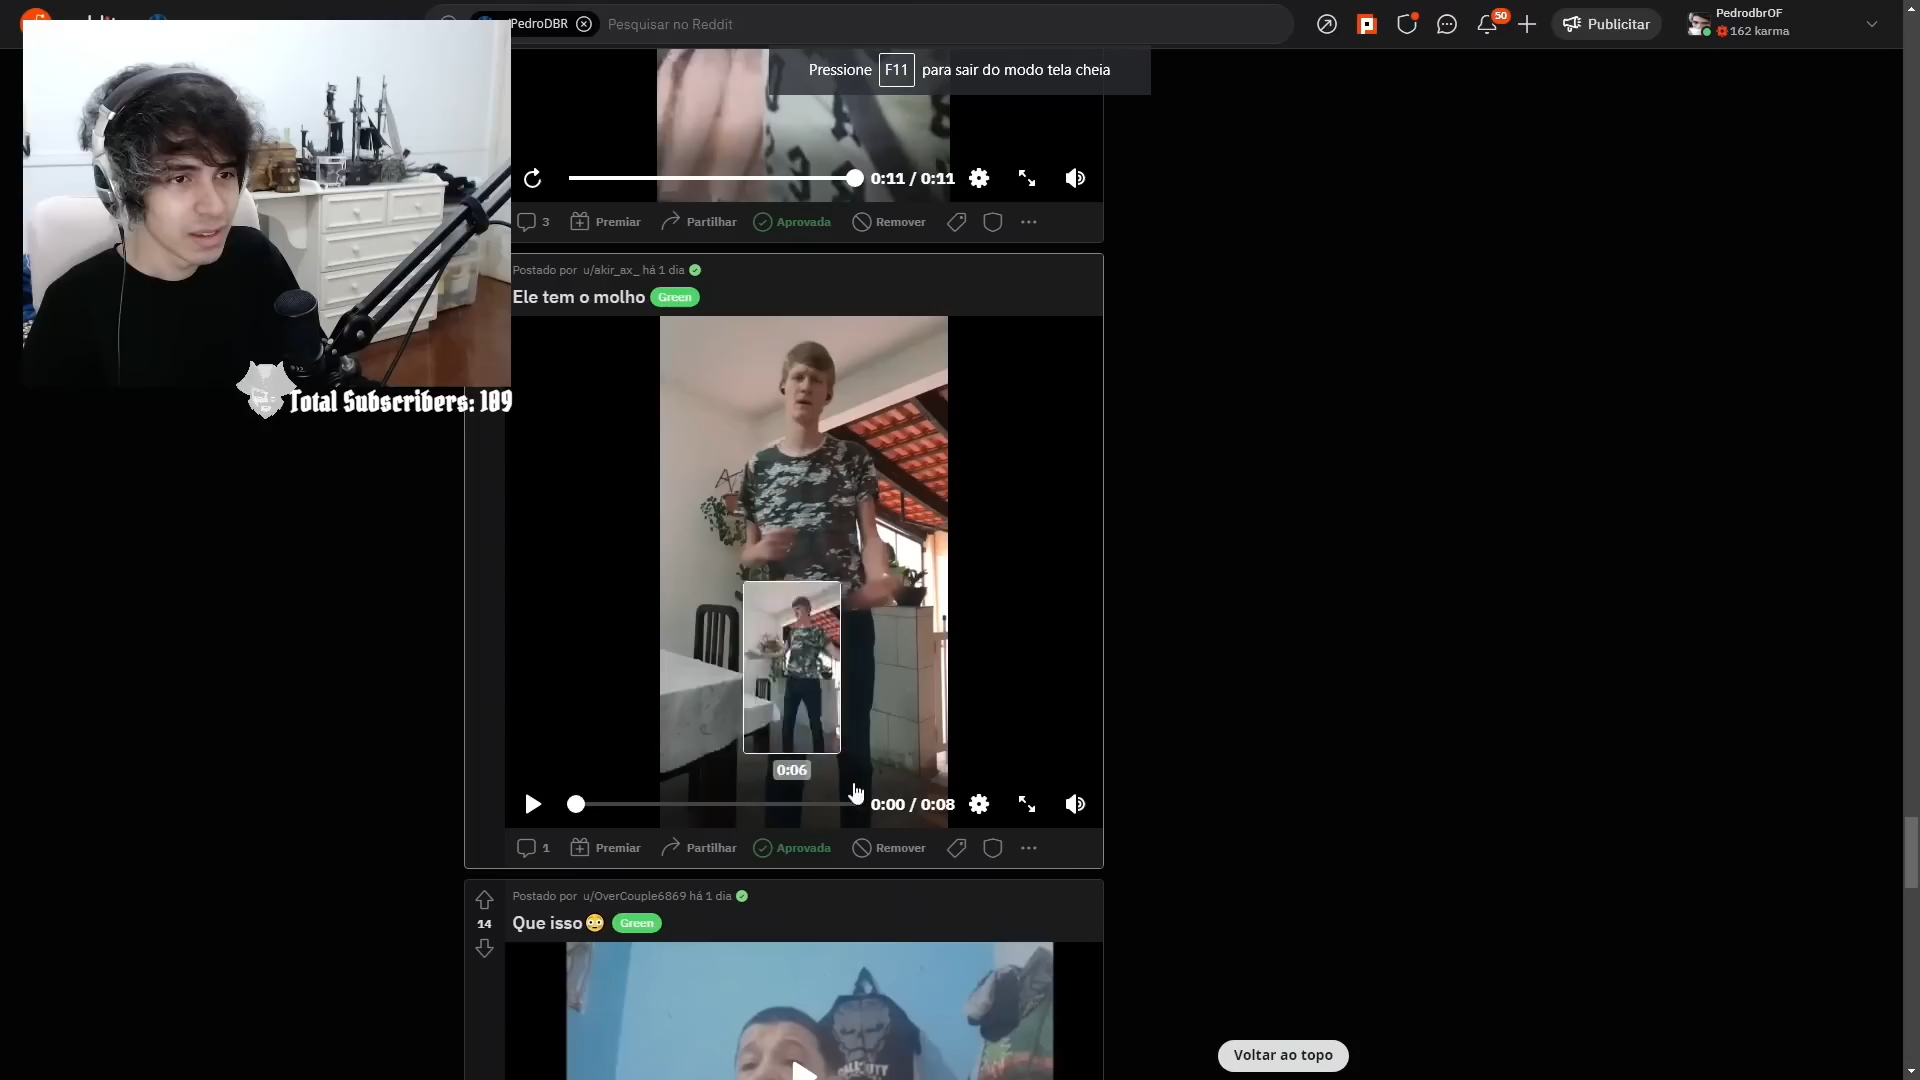 PedroDBR
Pesquisar no Reddit
50
Publicitar
PedrodbrOF
162 karma
Pressione F11 para sair do modo tela cheia
0:11 / 0:11
3 Premiar Partilhar Aprovada Remover
Total Subscribers: 109
Postado por u/akir_ax_ há 1 dia
Ele tem o molho Green
0:06
0:00 / 0:08
1 Premiar Partilhar Aprovada Remover
Postado por u/OverCouple6869 há 1 dia
14
Que isso😳 Green
Voltar ao topo